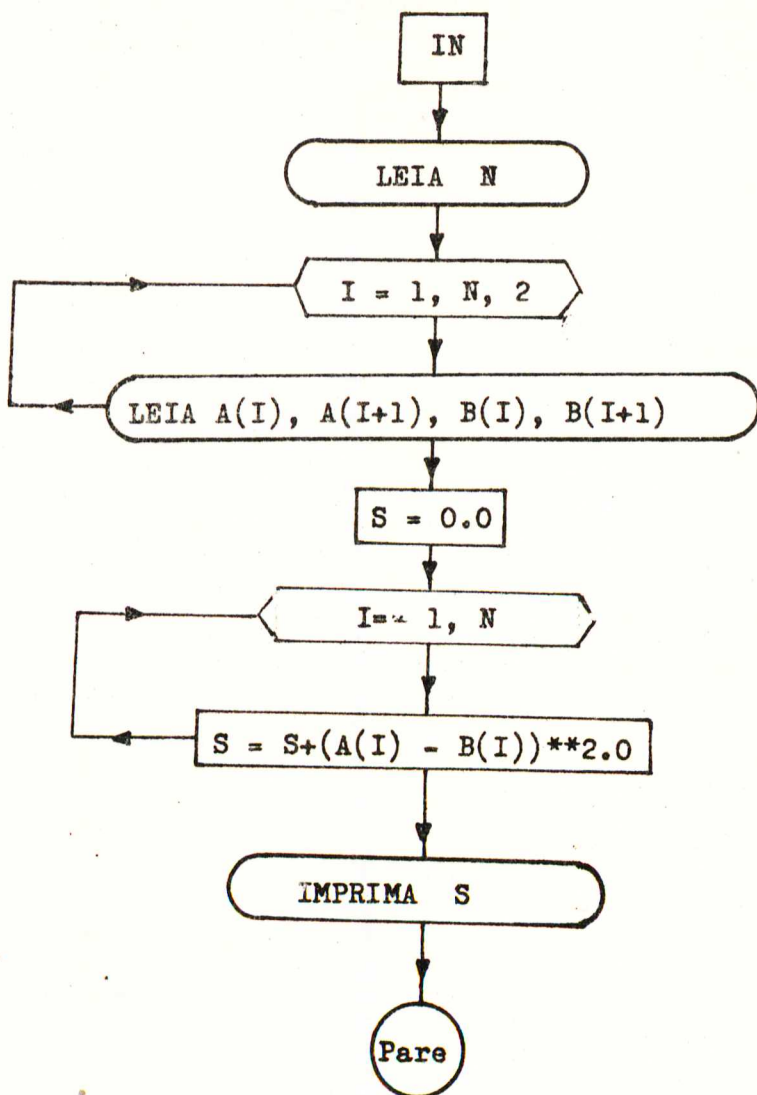 IN
LEIA N
I = 1, N, 2
LEIA A(I), A(I+1), B(I), B(I+1)
S = 0.0
I= 1, N
S = S+(A(I) - B(I))**2.0
IMPRIMA S
Pare